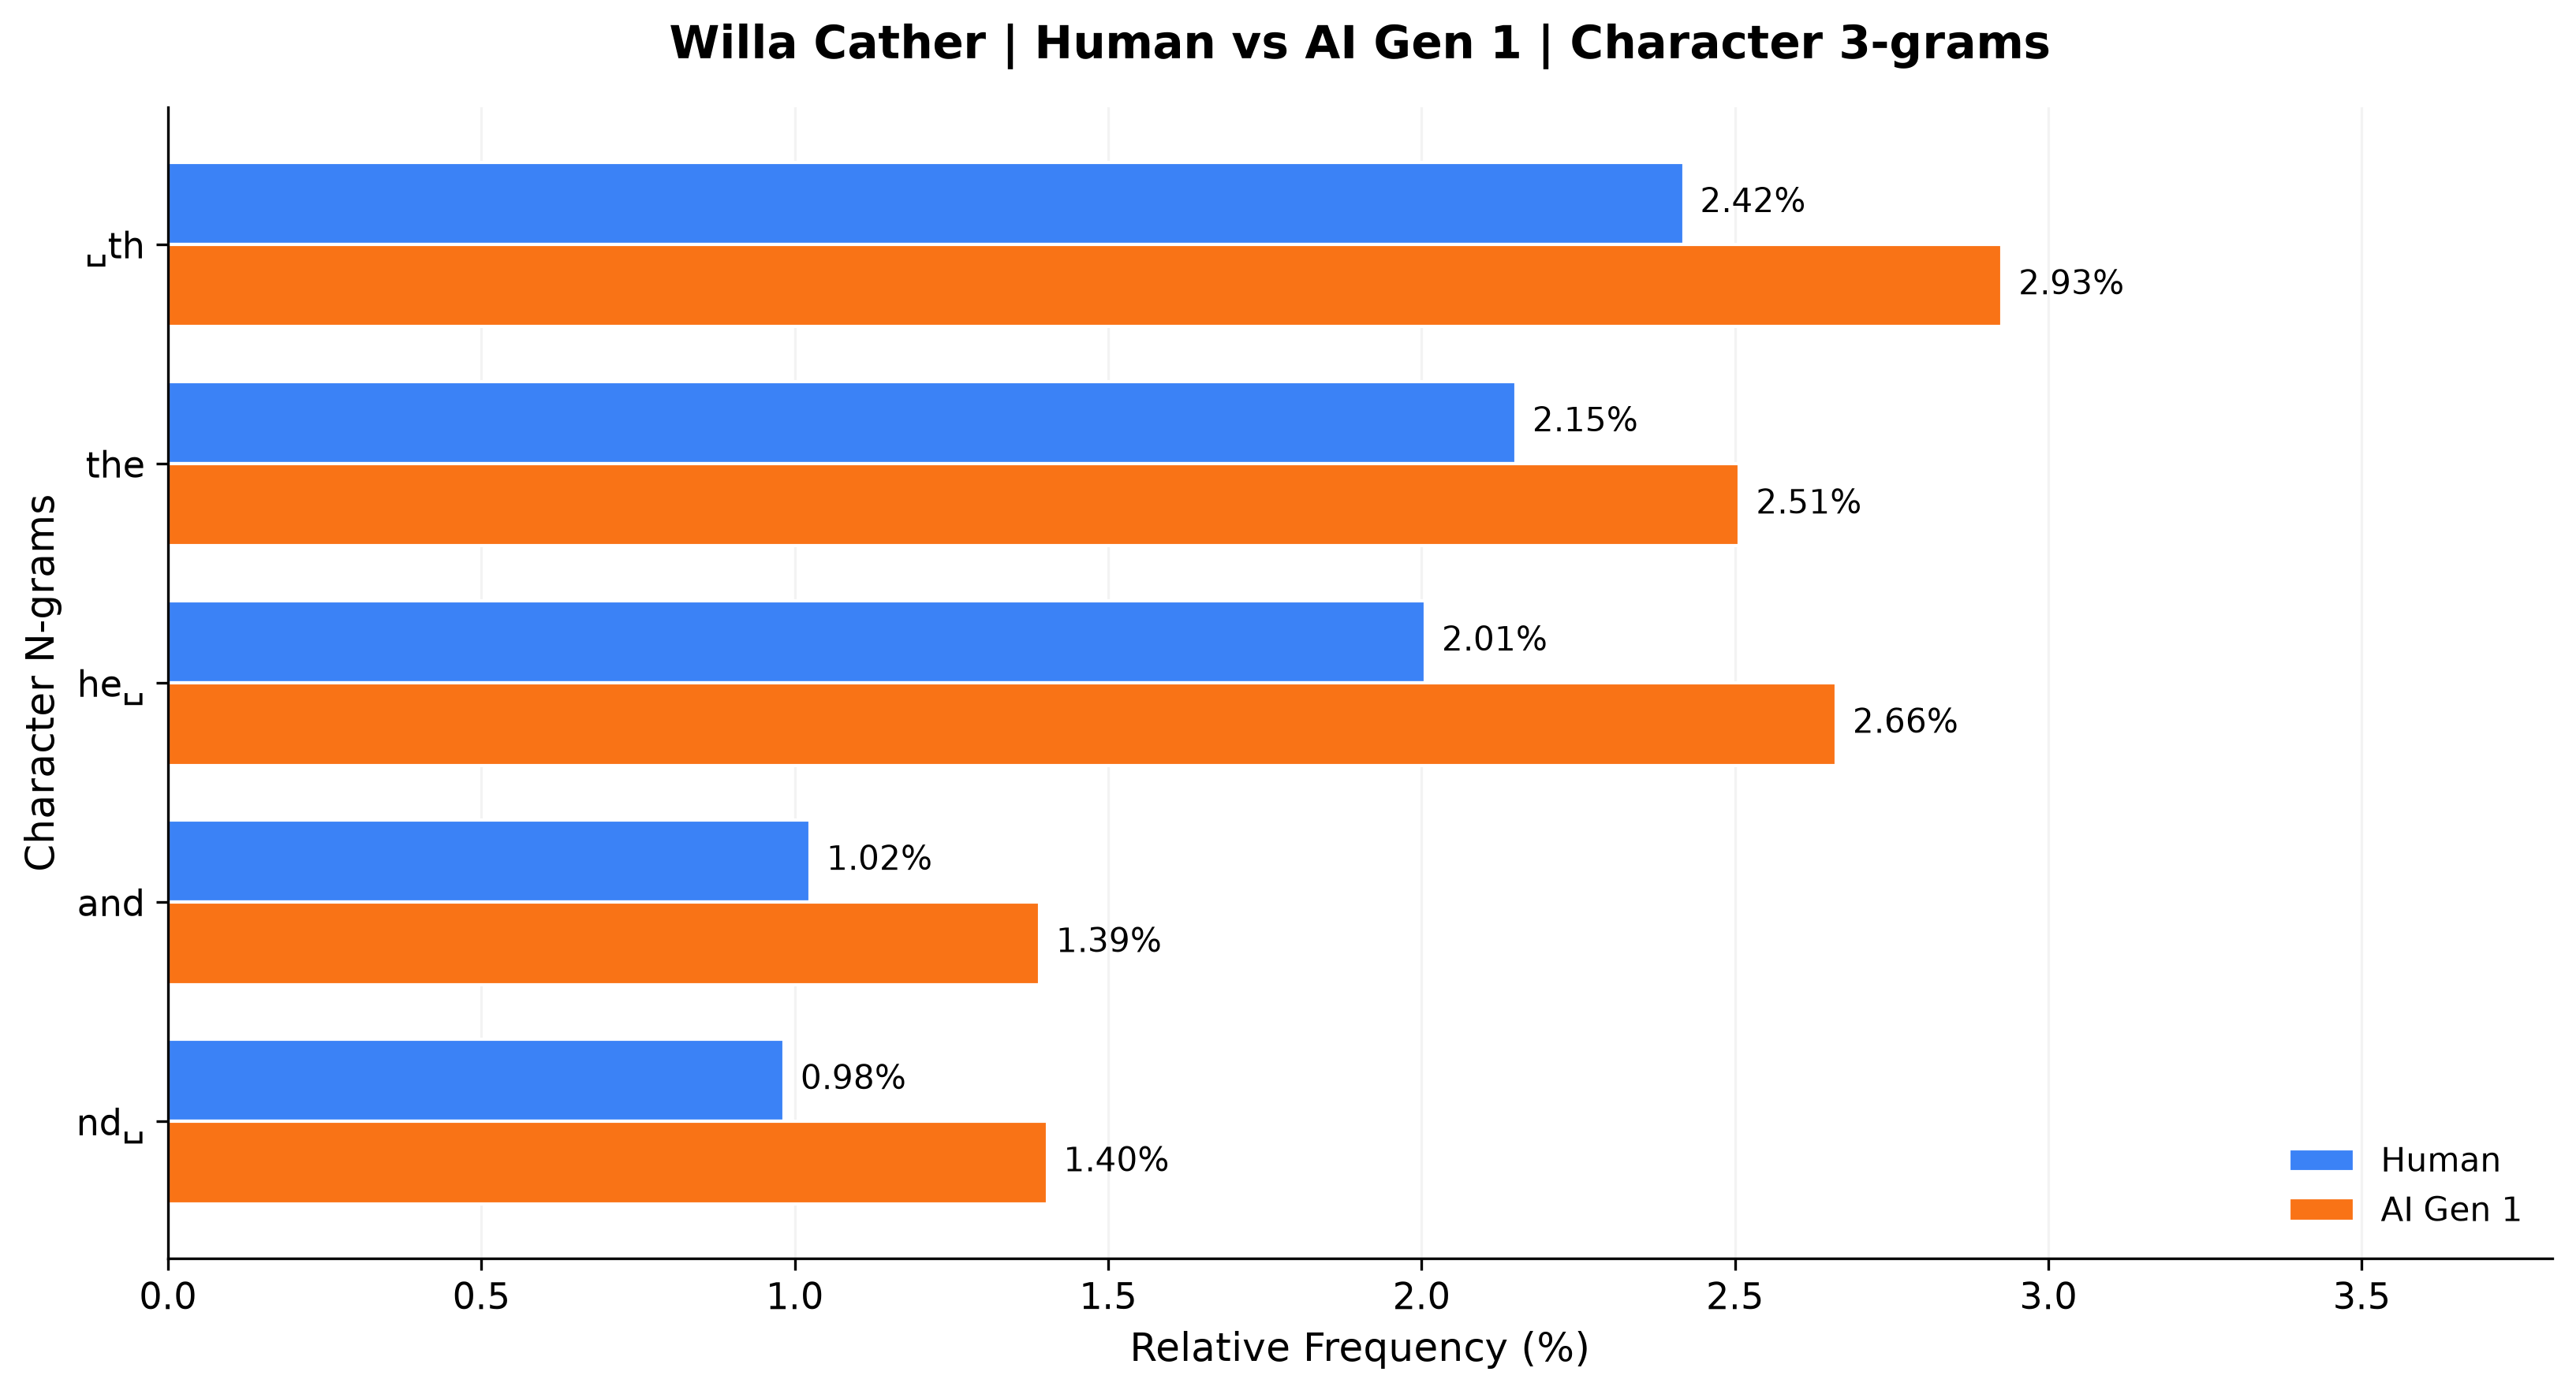 Willa Cather | Human vs AI Gen 1 | Character 3-grams
Character N-grams
␣th
2.42%
2.93%
the
2.15%
2.51%
he␣
2.01%
2.66%
and
1.02%
1.39%
nd␣
0.98%
1.40%
Human
AI Gen 1
0.0 0.5 1.0 1.5 2.0 2.5 3.0 3.5
Relative Frequency (%)